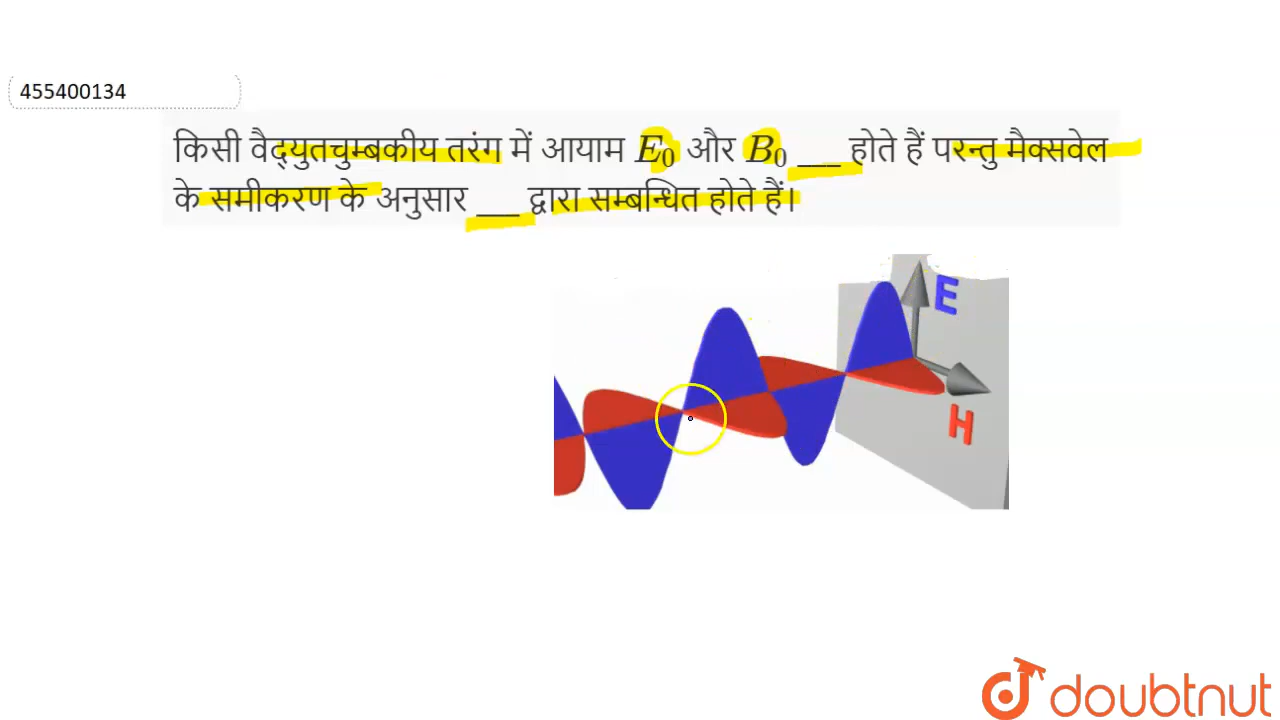 455400134
किसी वैद्युतचुम्बकीय तरंग में आयाम E₀ और B₀ ___ होते हैं परन्तु मैक्सवेल
के समीकरण के अनुसार ___ द्वारा सम्बन्धित होते हैं।
E
H
doubtnut